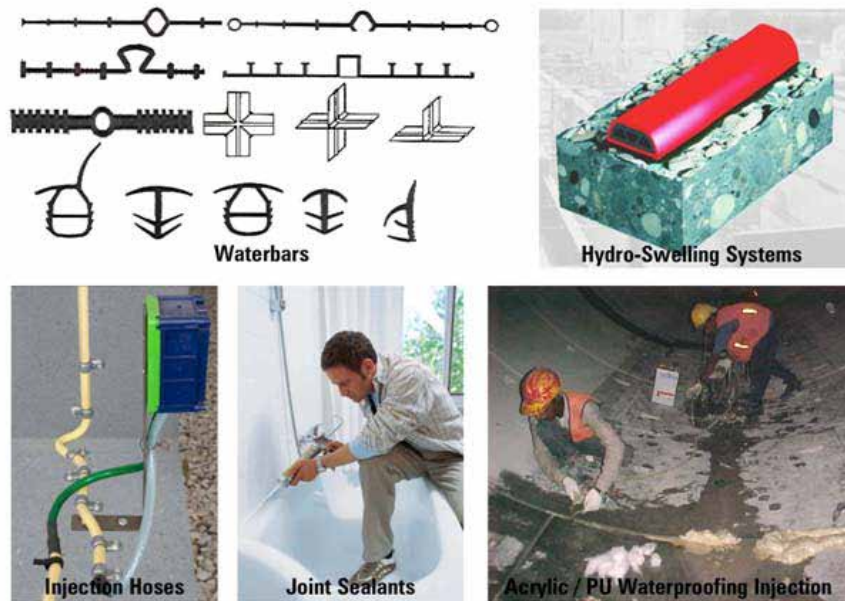 Waterbars
Hydro-Swelling Systems
Injection Hoses
Joint Sealants
Acrylic / PU Waterproofing Injection